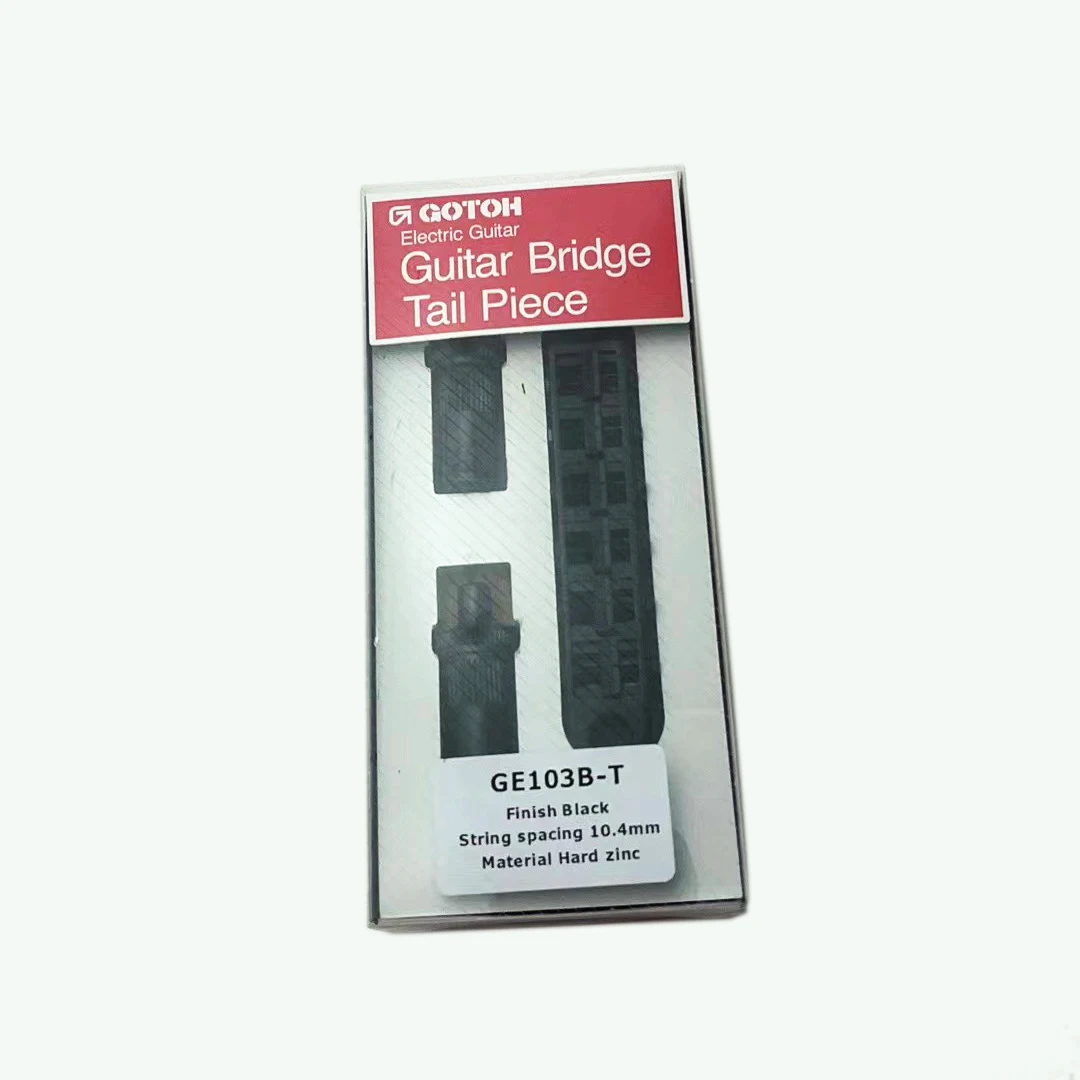 GOTOH
Electric Guitar
Guitar Bridge
Tail Piece
GE103B-T
Finish Black
String spacing 10.4mm
Material Hard zinc